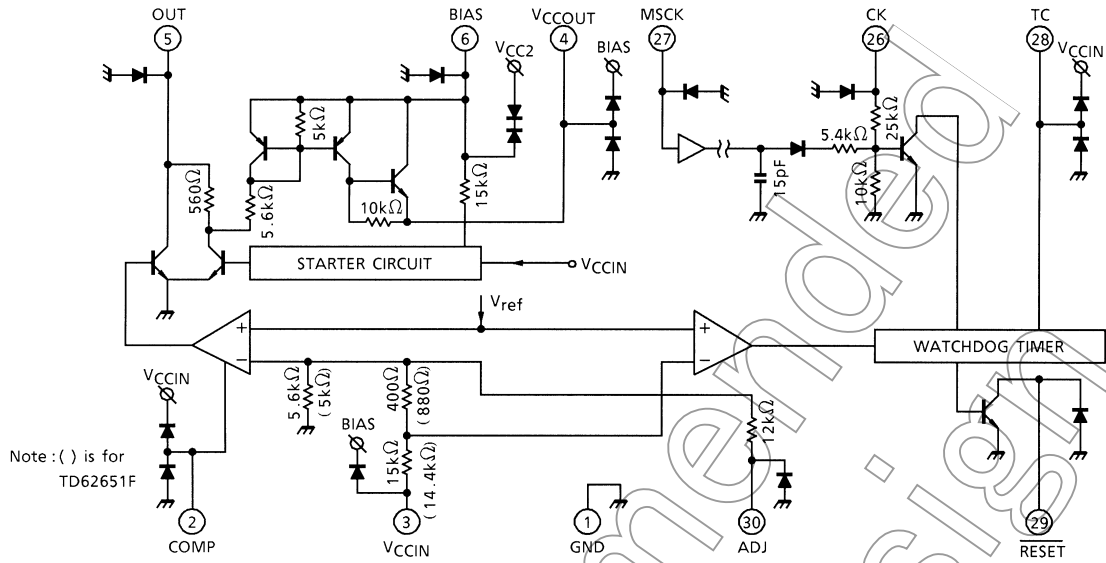 OUT BIAS VCCOUT MSCK CK TC
5 6 4 27 26 28
VCC2 BIAS VCCIN
5kΩ 25kΩ
5.4kΩ
560Ω 5.6kΩ 10kΩ 15kΩ 15pF 10kΩ
STARTER CIRCUIT VCCIN
Vref
+ +
WATCHDOG TIMER
− −
VCCIN
5.6kΩ (5kΩ) 400Ω (880Ω)
BIAS 12kΩ
Note : ( ) is for
TD62651F
15kΩ (14.4kΩ)
2 3 1 30 29
COMP VCCIN GND ADJ RESET
mended
sign